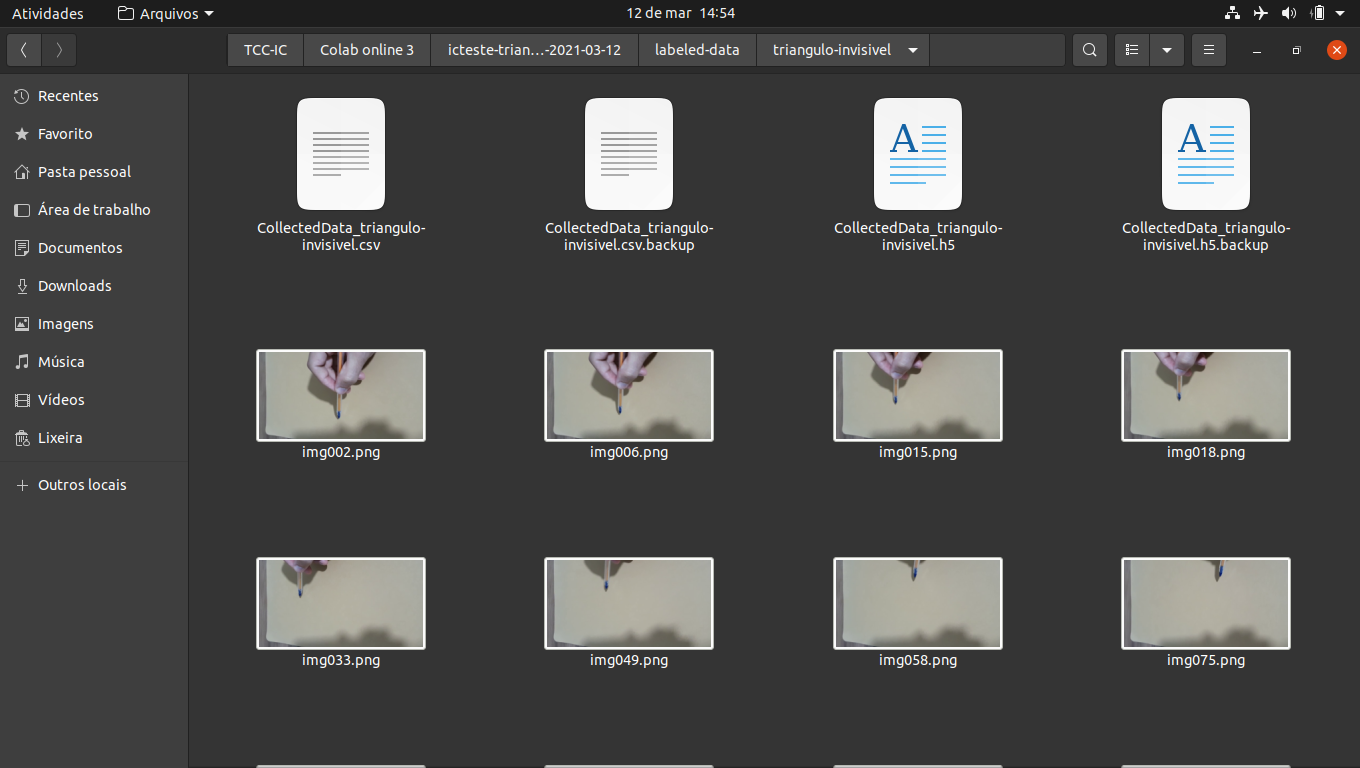 Atividades
Arquivos
12 de mar 14:54
TCC-IC
Colab online 3
icteste-trian…-2021-03-12
labeled-data
triangulo-invisivel
Recentes
Favorito
Pasta pessoal
Área de trabalho
Documentos
Downloads
Imagens
Música
Vídeos
Lixeira
Outros locais
CollectedData_triangulo-
invisivel.csv
CollectedData_triangulo-
invisivel.csv.backup
CollectedData_triangulo-
invisivel.h5
CollectedData_triangulo-
invisivel.h5.backup
img002.png
img006.png
img015.png
img018.png
img033.png
img049.png
img058.png
img075.png